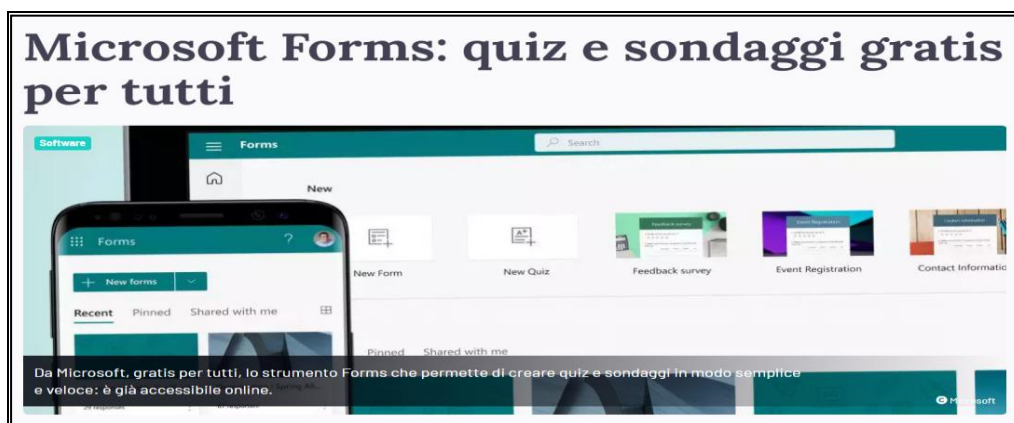 Microsoft Forms: quiz e sondaggi gratis
per tutti
Software
Forms
Search
New
New Form
New Quiz
Feedback survey
Event Registration
Contact Informatio
Forms
?
New forms
Recent Pinned Shared with me
Pinned Shared with me
Da Microsoft, gratis per tutti, lo strumento Forms che permette di creare quiz e sondaggi in modo semplice
e veloce: è già accessibile online.
29 responses
Microsoft